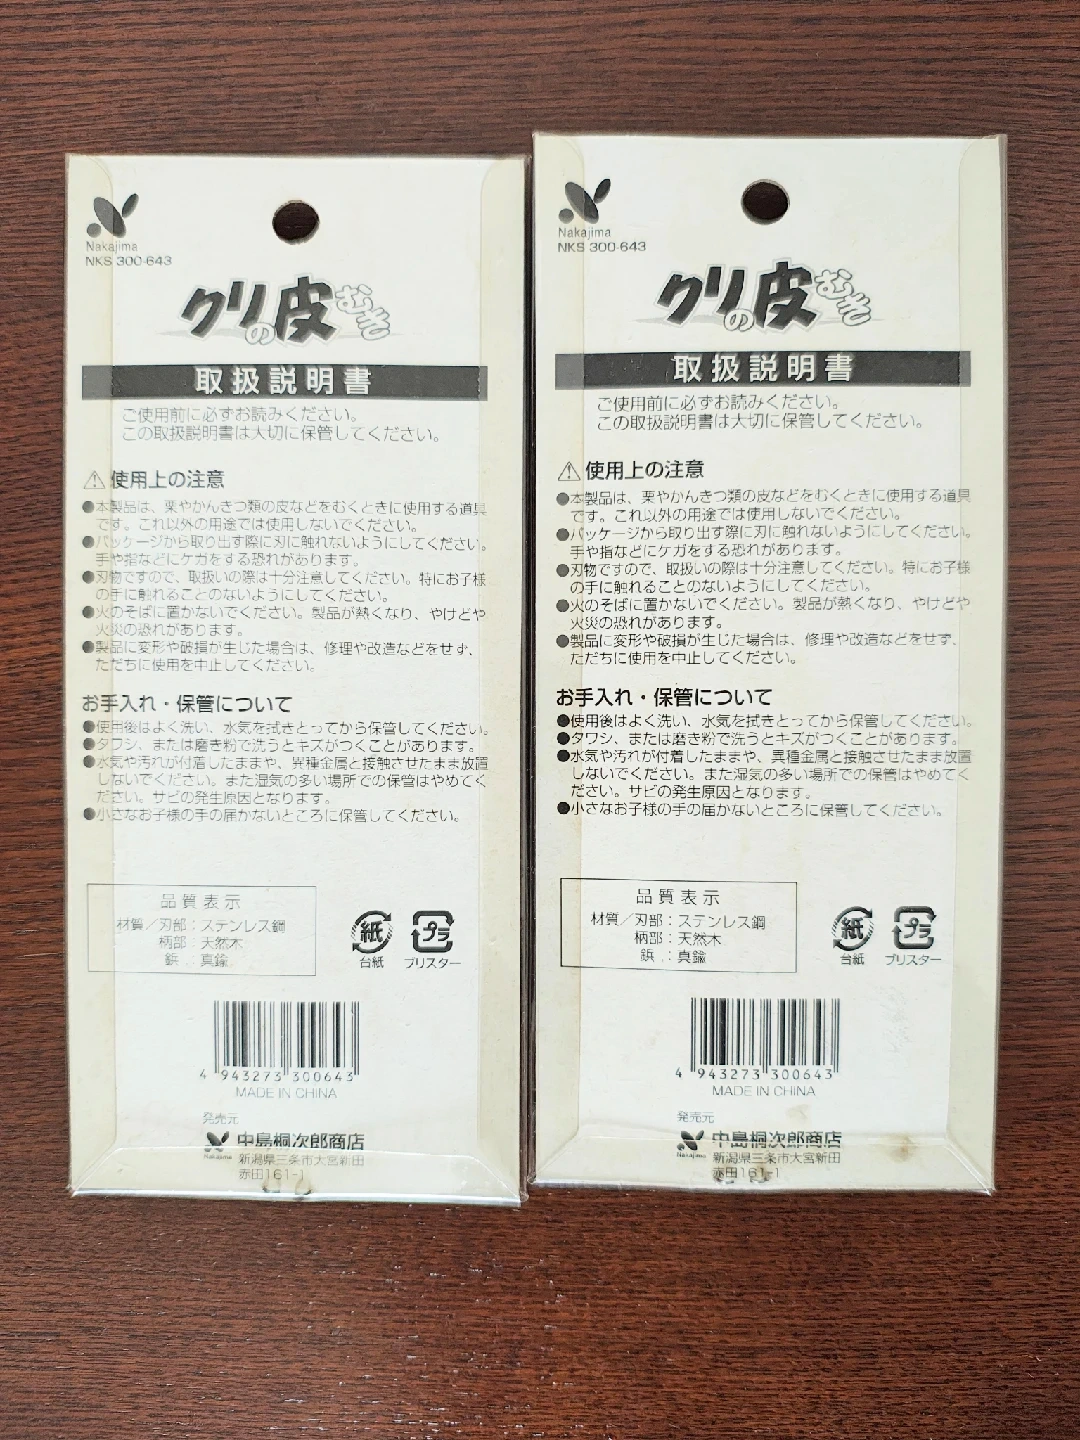 Nakajima
NKS 300-643
クリの皮むき
取扱説明書
ご使用前に必ずお読みください。
この取扱説明書は大切に保管してください。
⚠使用上の注意
●本製品は、栗やかんきつ類の皮などをむくときに使用する道具
です。これ以外の用途では使用しないでください。
●パッケージから取り出す際に刃に触れないようにしてください。
手や指などにケガをする恐れがあります。
●刃物ですので、取扱いの際は十分注意してください。特にお子様
の手に触れることのないようにしてください。
●火のそばに置かないでください。製品が熱くなり、やけどや
火災の恐れがあります。
●製品に変形や破損が生じた場合は、修理や改造などをせず、
ただちに使用を中止してください。
お手入れ・保管について
●使用後はよく洗い、水気を拭きとってから保管してください。
●タワシ、または磨き粉で洗うとキズがつくことがあります。
●水気や汚れが付着したままや、異種金属と接触させたまま放置
しないでください。また湿気の多い場所での保管はやめてく
ださい。サビの発生原因となります。
●小さなお子様の手の届かないところに保管してください。
品質表示
材質／刃部：ステンレス鋼
柄部：天然木
鋲：真鍮
紙
台紙
プラ
ブリスター
4 943273 300643
MADE IN CHINA
発売元
Nakajima
中島桐次郎商店
新潟県三条市大宮新田
赤田161-1
Nakajima
NKS 300-643
クリの皮むき
取扱説明書
ご使用前に必ずお読みください。
この取扱説明書は大切に保管してください。
⚠使用上の注意
●本製品は、栗やかんきつ類の皮などをむくときに使用する道具
です。これ以外の用途では使用しないでください。
●パッケージから取り出す際に刃に触れないようにしてください。
手や指などにケガをする恐れがあります。
●刃物ですので、取扱いの際は十分注意してください。特にお子様
の手に触れることのないようにしてください。
●火のそばに置かないでください。製品が熱くなり、やけどや
火災の恐れがあります。
●製品に変形や破損が生じた場合は、修理や改造などをせず、
ただちに使用を中止してください。
お手入れ・保管について
●使用後はよく洗い、水気を拭きとってから保管してください。
●タワシ、または磨き粉で洗うとキズがつくことがあります。
●水気や汚れが付着したままや、異種金属と接触させたまま放置
しないでください。また湿気の多い場所での保管はやめてく
ださい。サビの発生原因となります。
●小さなお子様の手の届かないところに保管してください。
品質表示
材質／刃部：ステンレス鋼
柄部：天然木
鋲：真鍮
紙
台紙
プラ
ブリスター
4 943273 300643
MADE IN CHINA
発売元
Nakajima
中島桐次郎商店
新潟県三条市大宮新田
赤田161-1